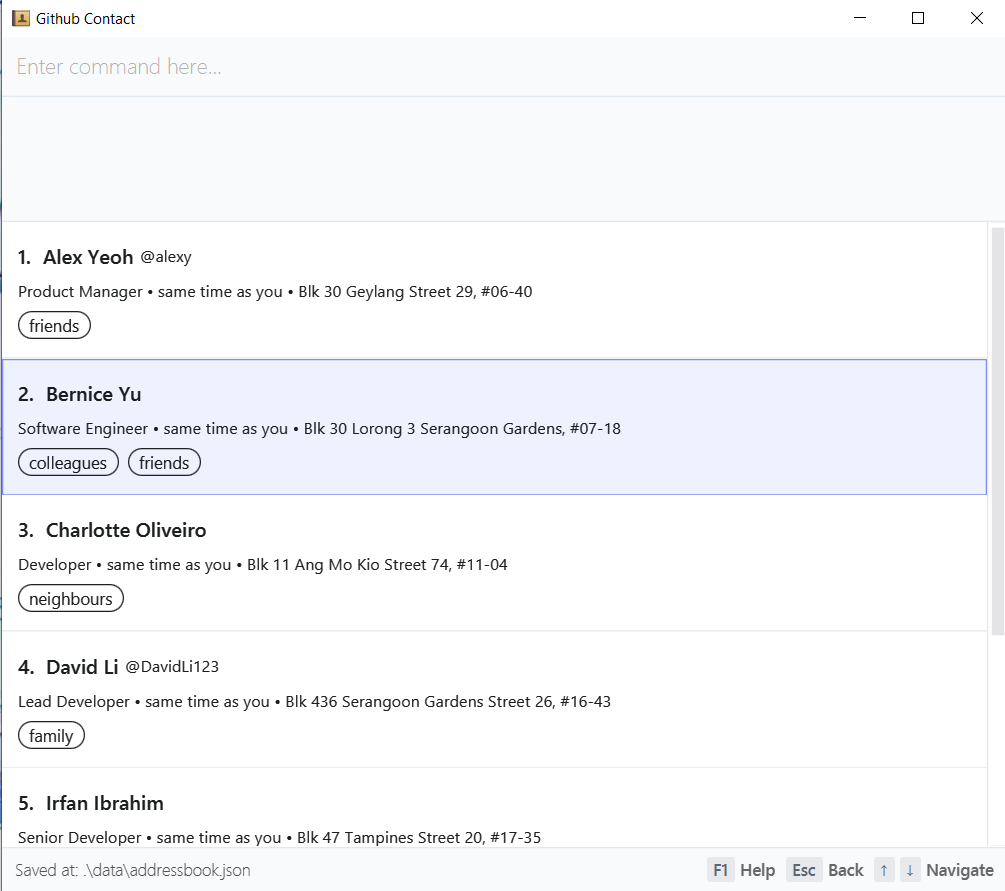 Github Contact
Enter command here...
1. Alex Yeoh @alexy
Product Manager • same time as you • Blk 30 Geylang Street 29, #06-40
friends
2. Bernice Yu
Software Engineer • same time as you • Blk 30 Lorong 3 Serangoon Gardens, #07-18
colleagues friends
3. Charlotte Oliveiro
Developer • same time as you • Blk 11 Ang Mo Kio Street 74, #11-04
neighbours
4. David Li @DavidLi123
Lead Developer • same time as you • Blk 436 Serangoon Gardens Street 26, #16-43
family
5. Irfan Ibrahim
Senior Developer • same time as you • Blk 47 Tampines Street 20, #17-35
Saved at: .\data\addressbook.json F1 Help Esc Back ↑ ↓ Navigate